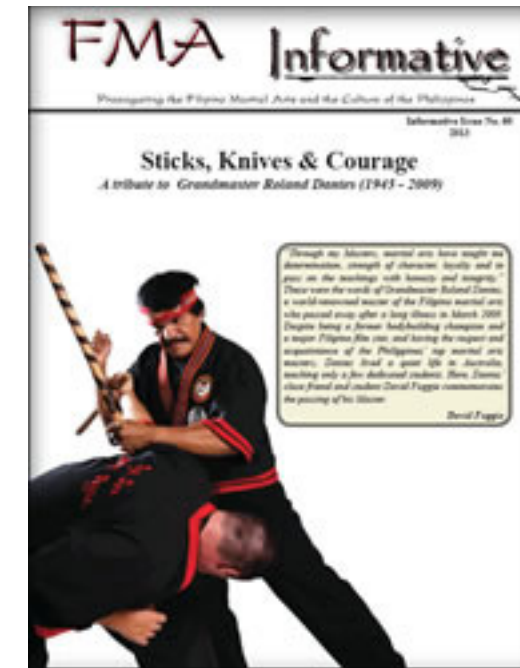 FMA Informative
Propagating the Filipino Martial Arts and the Culture of the Philippines
Informative Issue No. 
2013
Sticks, Knives & Courage
A tribute to Grandmaster Roland Dantes (1945 - 2009)
"Through my Masters, martial arts have taught me
determination, strength of character, loyalty and to
pass on the teachings with honesty and integrity."
These were the words of Grandmaster Roland Dantes,
a world-renowned master of the Filipino martial arts
who passed away after a long illness in March 2009.
Despite being a former bodybuilding champion and
a major Filipino film star, and having the respect and
acquaintance of the Philippines' top martial arts
masters, Dantes lived a quiet life in Australia,
teaching only a few dedicated students. Here, Dantes'
close friend and student David Foggie commemorates
the passing of his Master.
David Foggie